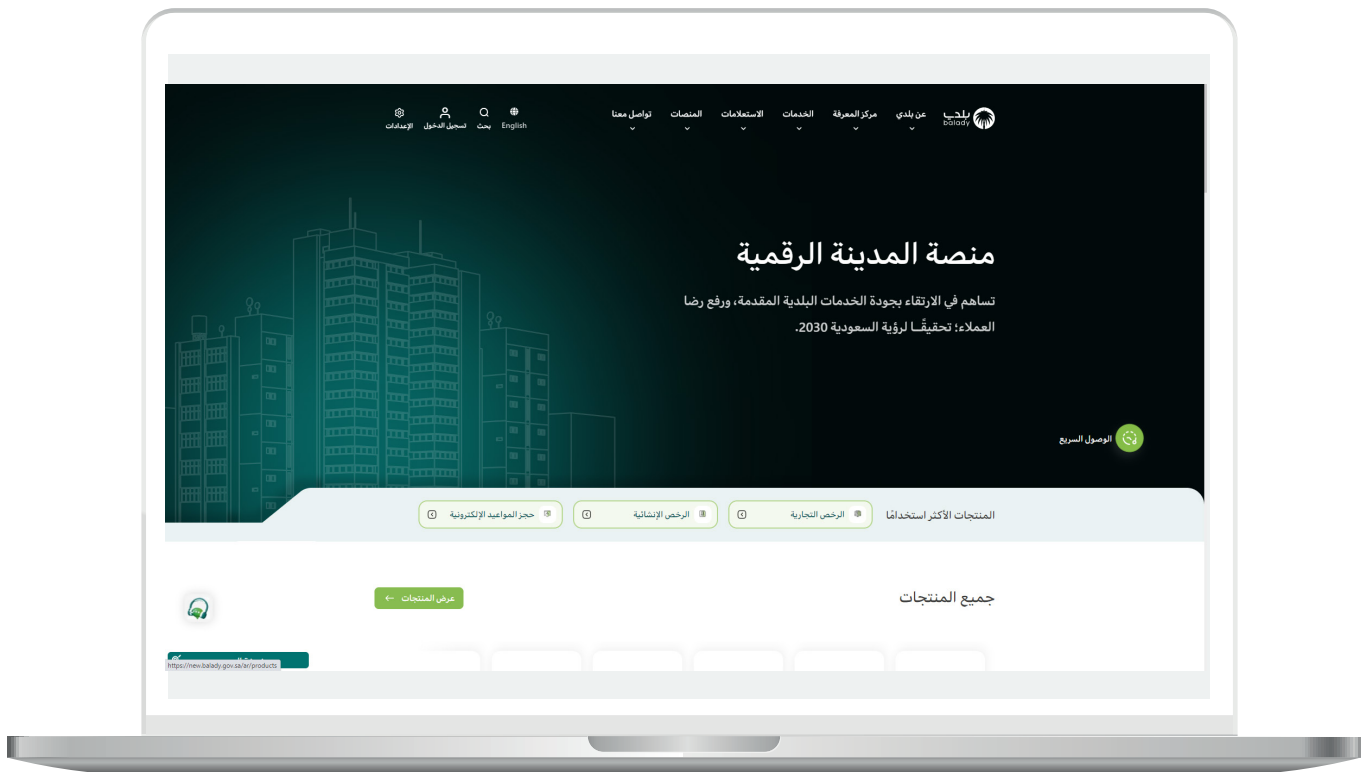 بلدي
balady
عن بلدي
مركز المعرفة
الخدمات
الاستعلامات
المنصات
تواصل معنا
English
بحث
تسجيل الدخول
الإعدادات
منصة المدينة الرقمية
تساهم في الارتقاء بجودة الخدمات البلدية المقدمة، ورفع رضا
العملاء؛ تحقيقًــا لرؤية السعودية 2030.
الوصول السريع
المنتجات الأكثر استخدامًا
الرخص التجارية
الرخص الإنشائية
حجز المواعيد الإلكترونية
جميع المنتجات
عرض المنتجات
https://new.balady.gov.sa/ar/products